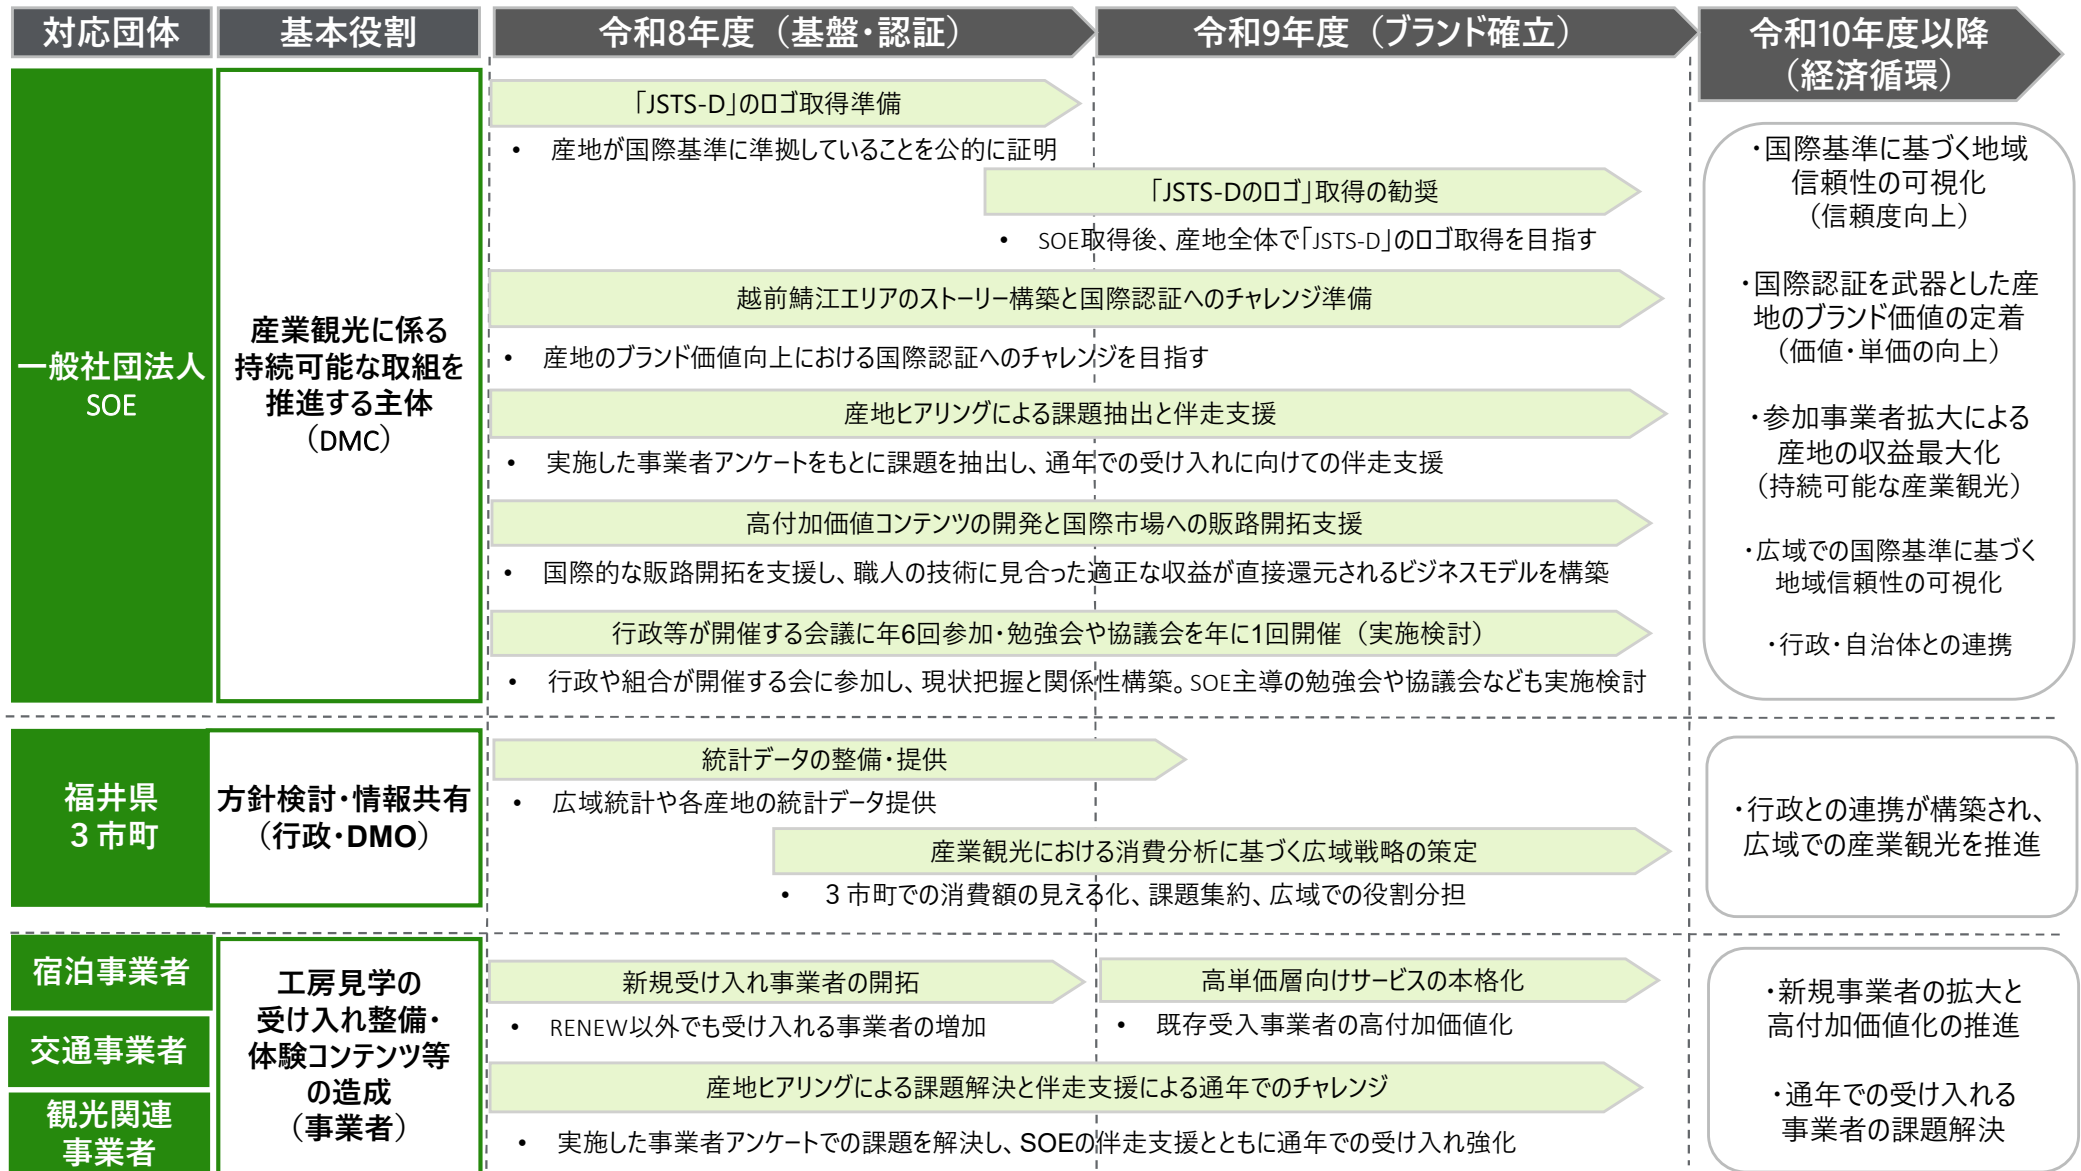 対応団体
基本役割
令和8年度（基盤・認証）
令和9年度（ブランド確立）
令和10年度以降
（経済循環）
一般社団法人
SOE
産業観光に係る
持続可能な取組を
推進する主体
（DMC）
「JSTS-D」のロゴ取得準備
• 産地が国際基準に準拠していることを公的に証明
「JSTS-Dのロゴ」取得の勧奨
• SOE取得後、産地全体で「JSTS-D」のロゴ取得を目指す
越前鯖江エリアのストーリー構築と国際認証へのチャレンジ準備
• 産地のブランド価値向上における国際認証へのチャレンジを目指す
産地ヒアリングによる課題抽出と伴走支援
• 実施した事業者アンケートをもとに課題を抽出し、通年での受け入れに向けての伴走支援
高付加価値コンテンツの開発と国際市場への販路開拓支援
• 国際的な販路開拓を支援し、職人の技術に見合った適正な収益が直接還元されるビジネスモデルを構築
行政等が開催する会議に年6回参加・勉強会や協議会を年に1回開催（実施検討）
• 行政や組合が開催する会に参加し、現状把握と関係性構築。SOE主導の勉強会や協議会なども実施検討
・国際基準に基づく地域
信頼性の可視化
（信頼度向上）
・国際認証を武器とした産
地のブランド価値の定着
（価値・単価の向上）
・参加事業者拡大による
産地の収益最大化
（持続可能な産業観光）
・広域での国際基準に基づく
地域信頼性の可視化
・行政・自治体との連携
福井県
３市町
方針検討・情報共有
（行政・DMO）
統計データの整備・提供
• 広域統計や各産地の統計データ提供
産業観光における消費分析に基づく広域戦略の策定
• ３市町での消費額の見える化、課題集約、広域での役割分担
・行政との連携が構築され、
広域での産業観光を推進
宿泊事業者
交通事業者
観光関連
事業者
工房見学の
受け入れ整備・
体験コンテンツ等
の造成
（事業者）
新規受け入れ事業者の開拓
• RENEW以外でも受け入れる事業者の増加
高単価層向けサービスの本格化
• 既存受入事業者の高付加価値化
産地ヒアリングによる課題解決と伴走支援による通年でのチャレンジ
• 実施した事業者アンケートでの課題を解決し、SOEの伴走支援とともに通年での受け入れ強化
・新規事業者の拡大と
高付加価値化の推進
・通年での受け入れる
事業者の課題解決